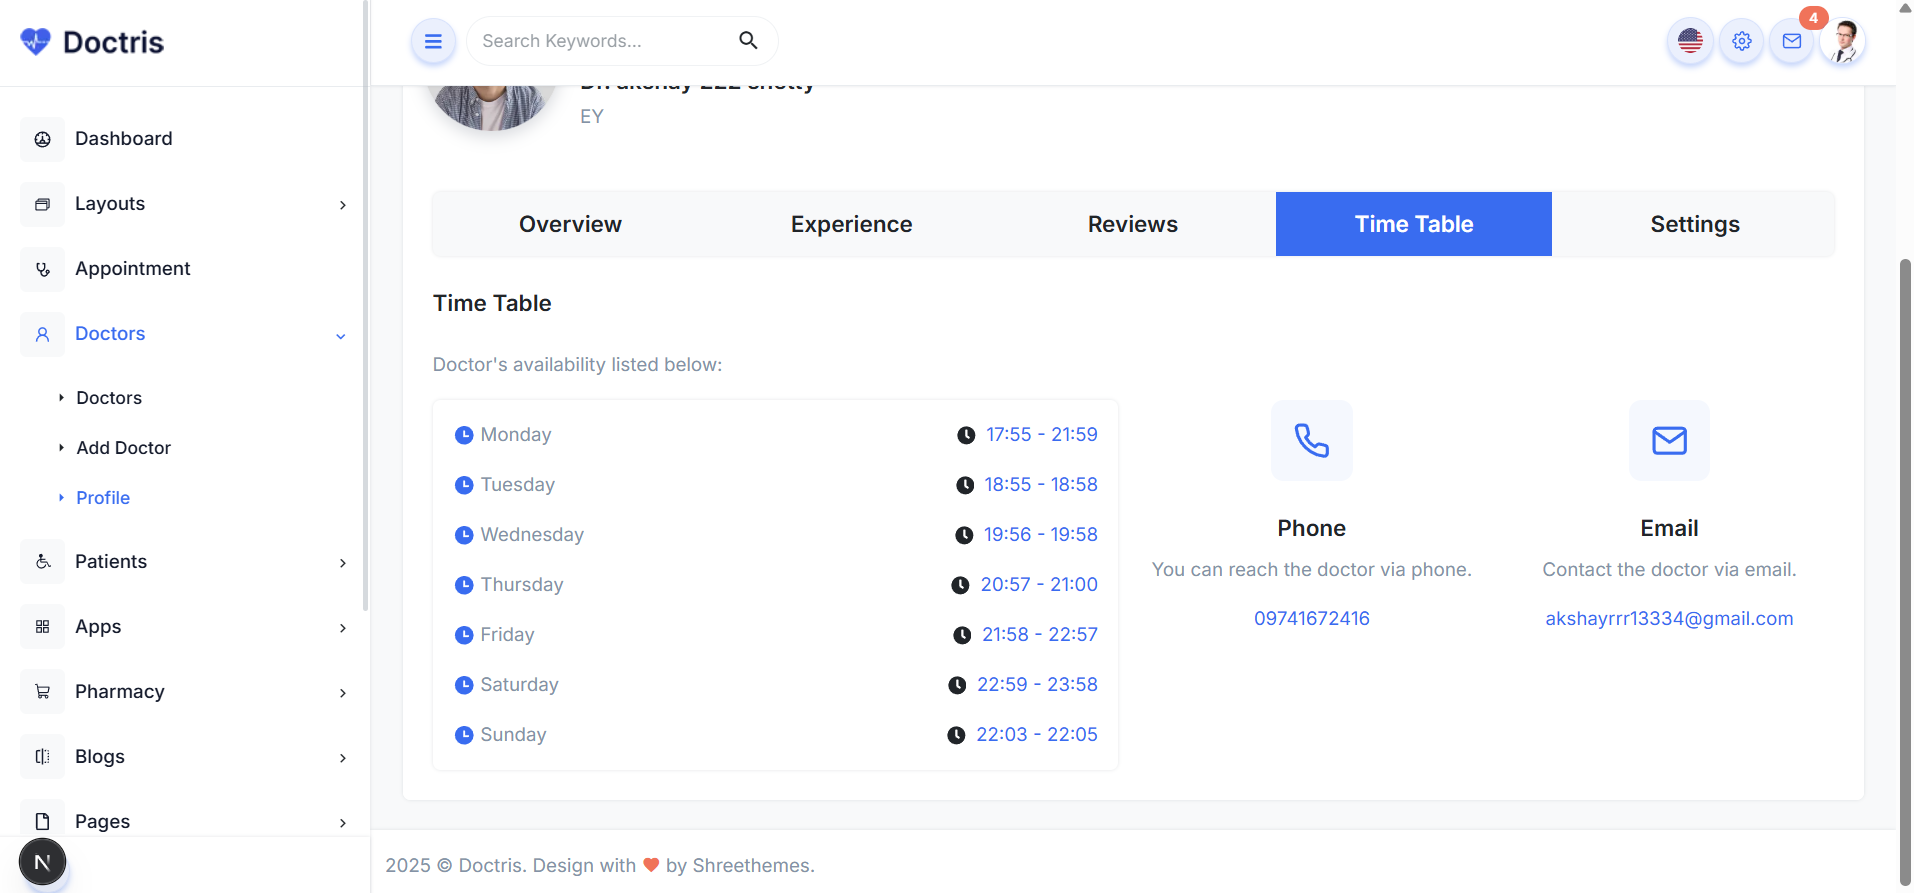 Doctris
Search Keywords...
4
Dr. akshay 222 shetty
EY
Dashboard
Layouts
Appointment
Doctors
Doctors
Add Doctor
Profile
Patients
Apps
Pharmacy
Blogs
Pages
N
Overview Experience Reviews Time Table Settings
Time Table
Doctor's availability listed below:
Monday 17:55 - 21:59
Tuesday 18:55 - 18:58
Wednesday 19:56 - 19:58
Thursday 20:57 - 21:00
Friday 21:58 - 22:57
Saturday 22:59 - 23:58
Sunday 22:03 - 22:05
Phone
You can reach the doctor via phone.
09741672416
Email
Contact the doctor via email.
akshayrrr13334@gmail.com
2025 © Doctris. Design with ❤ by Shreethemes.